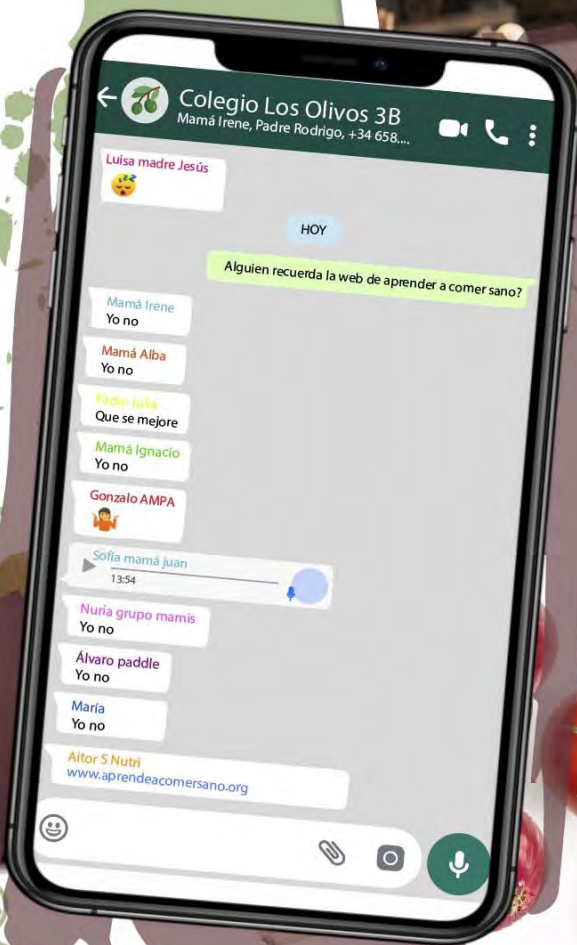 Colegio Los Olivos 3B
Mamá Irene, Padre Rodrigo, +34 658....
Luisa madre Jesús
HOY
Alguien recuerda la web de aprender a comer sano?
Mamá Irene
Yo no
Mamá Alba
Yo no
Padre Julia
Que se mejore
Mamá Ignacio
Yo no
Gonzalo AMPA
Sofía mamá juan
13:54
Nuria grupo mamis
Yo no
Álvaro paddle
Yo no
María
Yo no
Aitor S Nutri
www.aprendeacomersano.org